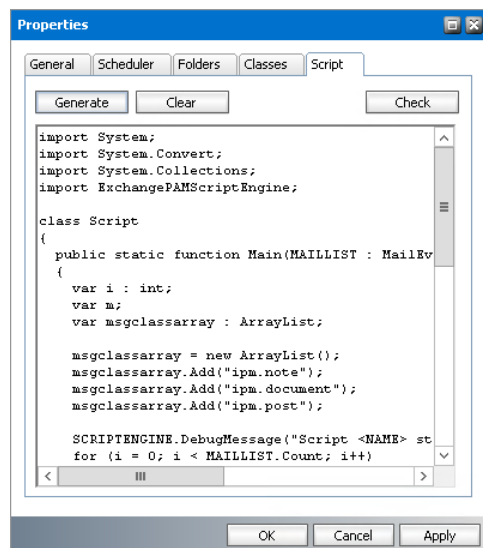 Properties
General Scheduler Folders Classes Script
Generate Clear Check
import System;
import System.Convert;
import System.Collections;
import ExchangePAMScriptEngine;
class Script
{
public static function Main(MAILLIST : MailEv
{
var i : int;
var m;
var msgclassarray : ArrayList;
msgclassarray = new ArrayList();
msgclassarray.Add("ipm.note");
msgclassarray.Add("ipm.document");
msgclassarray.Add("ipm.post");
SCRIPTENGINE.DebugMessage("Script <NAME> st
for (i = 0; i < MAILLIST.Count; i++)
OK Cancel Apply